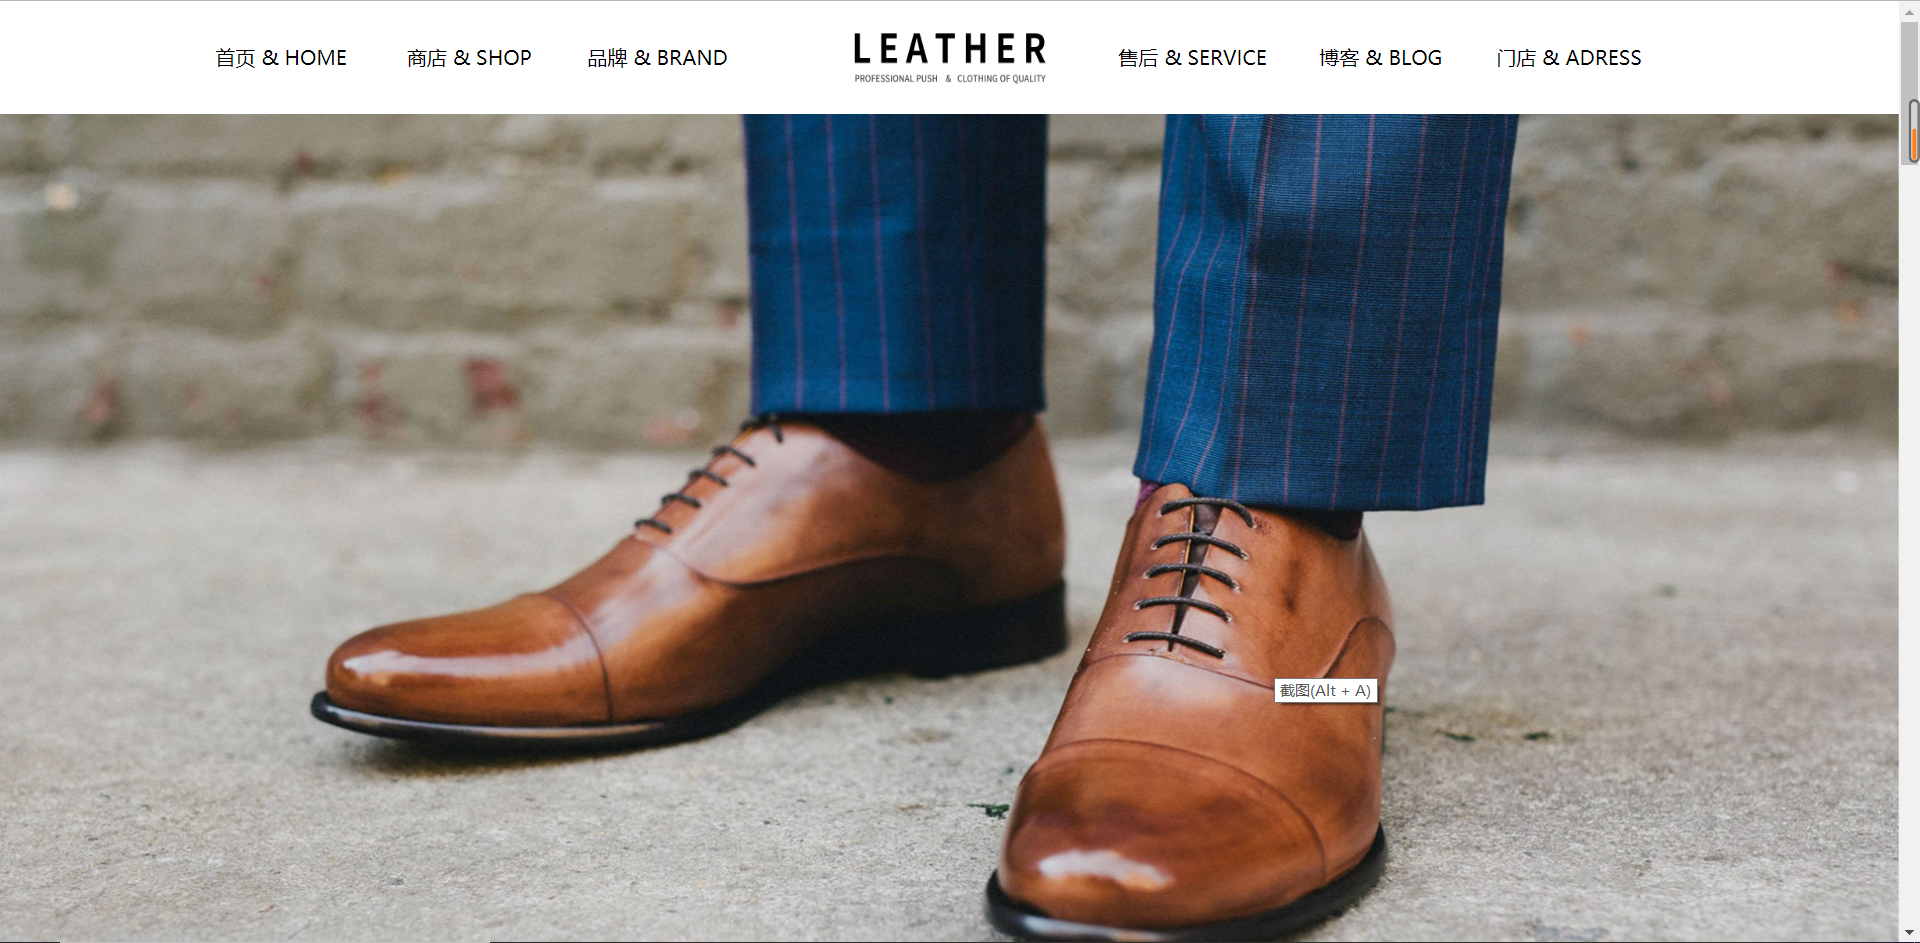 首页 & HOME
商店 & SHOP
品牌 & BRAND
LEATHER
PROFESSIONAL PUSH & CLOTHING OF QUALITY
售后 & SERVICE
博客 & BLOG
门店 & ADRESS
截图(Alt + A)